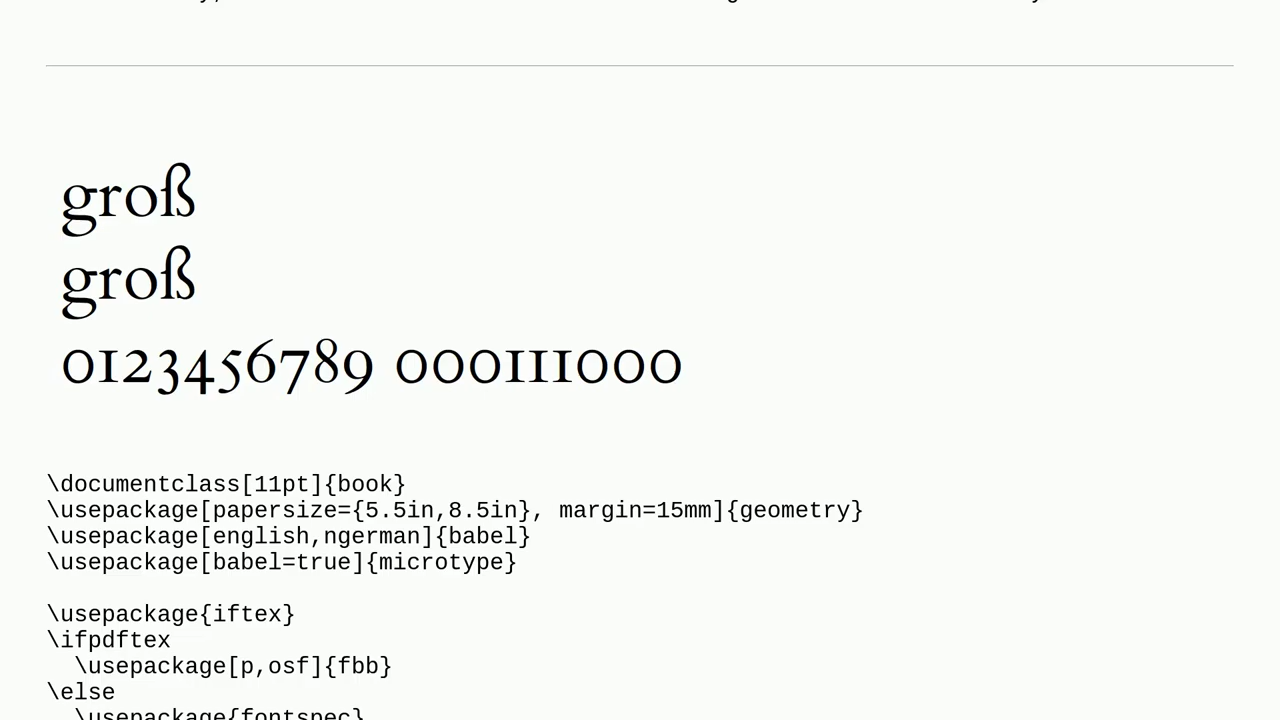 groß
groß
0123456789 000111000
\documentclass[11pt]{book}
\usepackage[papersize={5.5in,8.5in}, margin=15mm]{geometry}
\usepackage[english,ngerman]{babel}
\usepackage[babel=true]{microtype}
\usepackage{iftex}
\ifpdftex
\usepackage[p,osf]{fbb}
\else
\usepackage{fontspec}